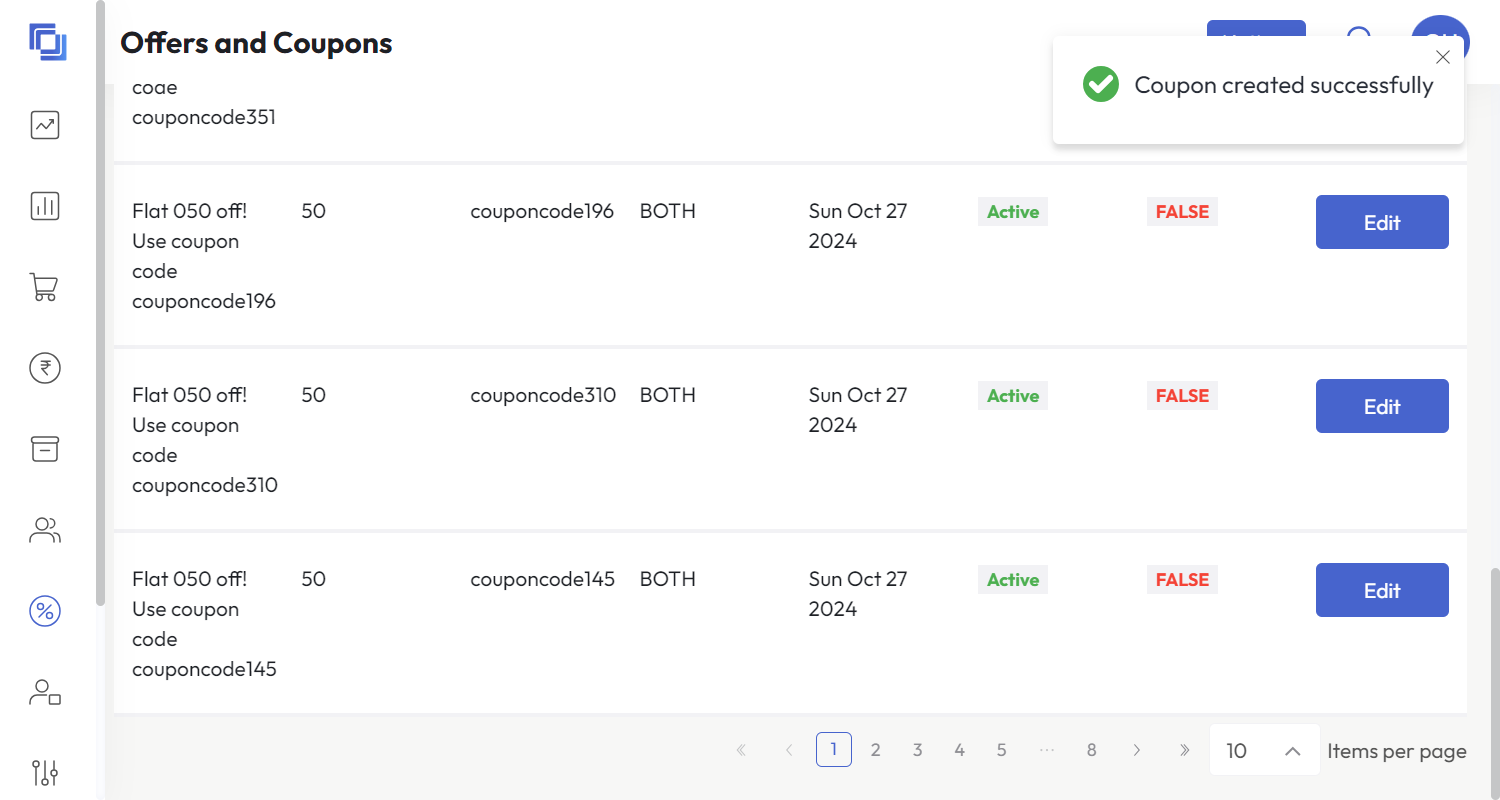 Offers and Coupons
Coupon created successfully
code
couponcode351
Flat 050 off! 50 couponcode196 BOTH Sun Oct 27 Active FALSE Edit
Use coupon 2024
code
couponcode196
Flat 050 off! 50 couponcode310 BOTH Sun Oct 27 Active FALSE Edit
Use coupon 2024
code
couponcode310
Flat 050 off! 50 couponcode145 BOTH Sun Oct 27 Active FALSE Edit
Use coupon 2024
code
couponcode145
« < 1 2 3 4 5 ··· 8 > » 10 Items per page